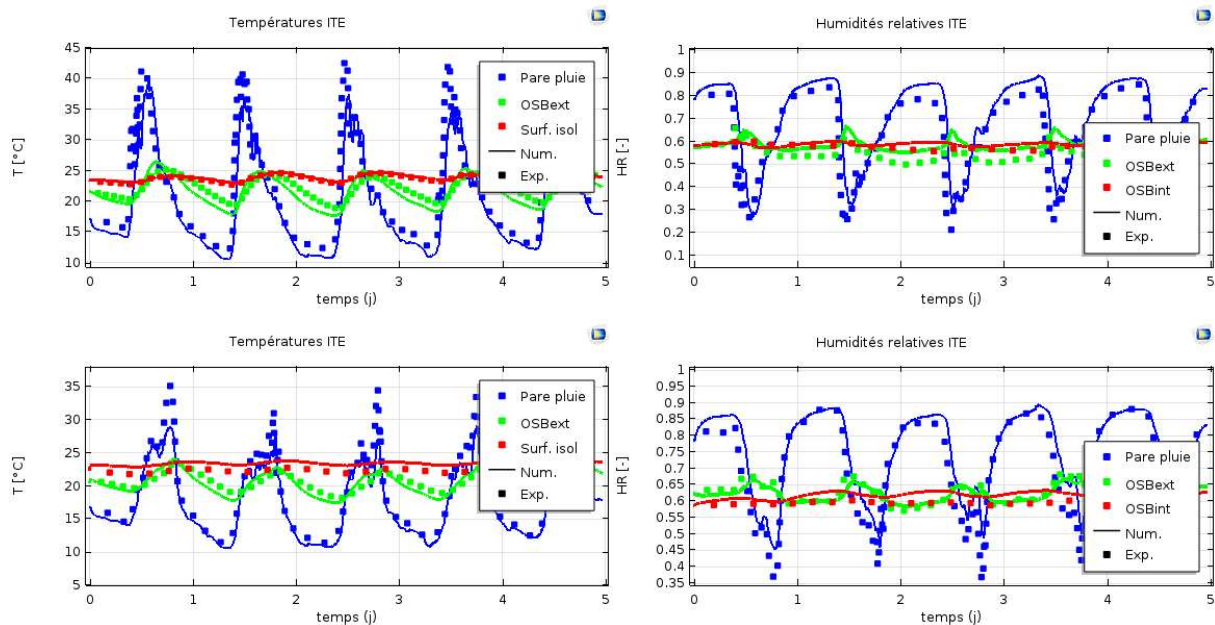 Températures ITE
45
40
35
30
25
20
15
10
T [°C]
0 1 2 3 4 5
temps (j)
Pare pluie
OSBext
Surf. isol
Num.
Exp.
Humidités relatives ITE
1
0.9
0.8
0.7
0.6
0.5
0.4
0.3
0.2
0.1
HR [-]
0 1 2 3 4 5
temps (j)
Pare pluie
OSBext
OSBint
Num.
Exp.
Températures ITE
35
30
25
20
15
10
5
T [°C]
0 1 2 3 4 5
temps (j)
Pare pluie
OSBext
Surf. isol
Num.
Exp.
Humidités relatives ITE
1
0.95
0.9
0.85
0.8
0.75
0.7
0.65
0.6
0.55
0.5
0.45
0.4
0.35
HR [-]
0 1 2 3 4 5
temps (j)
Pare pluie
OSBext
OSBint
Num.
Exp.